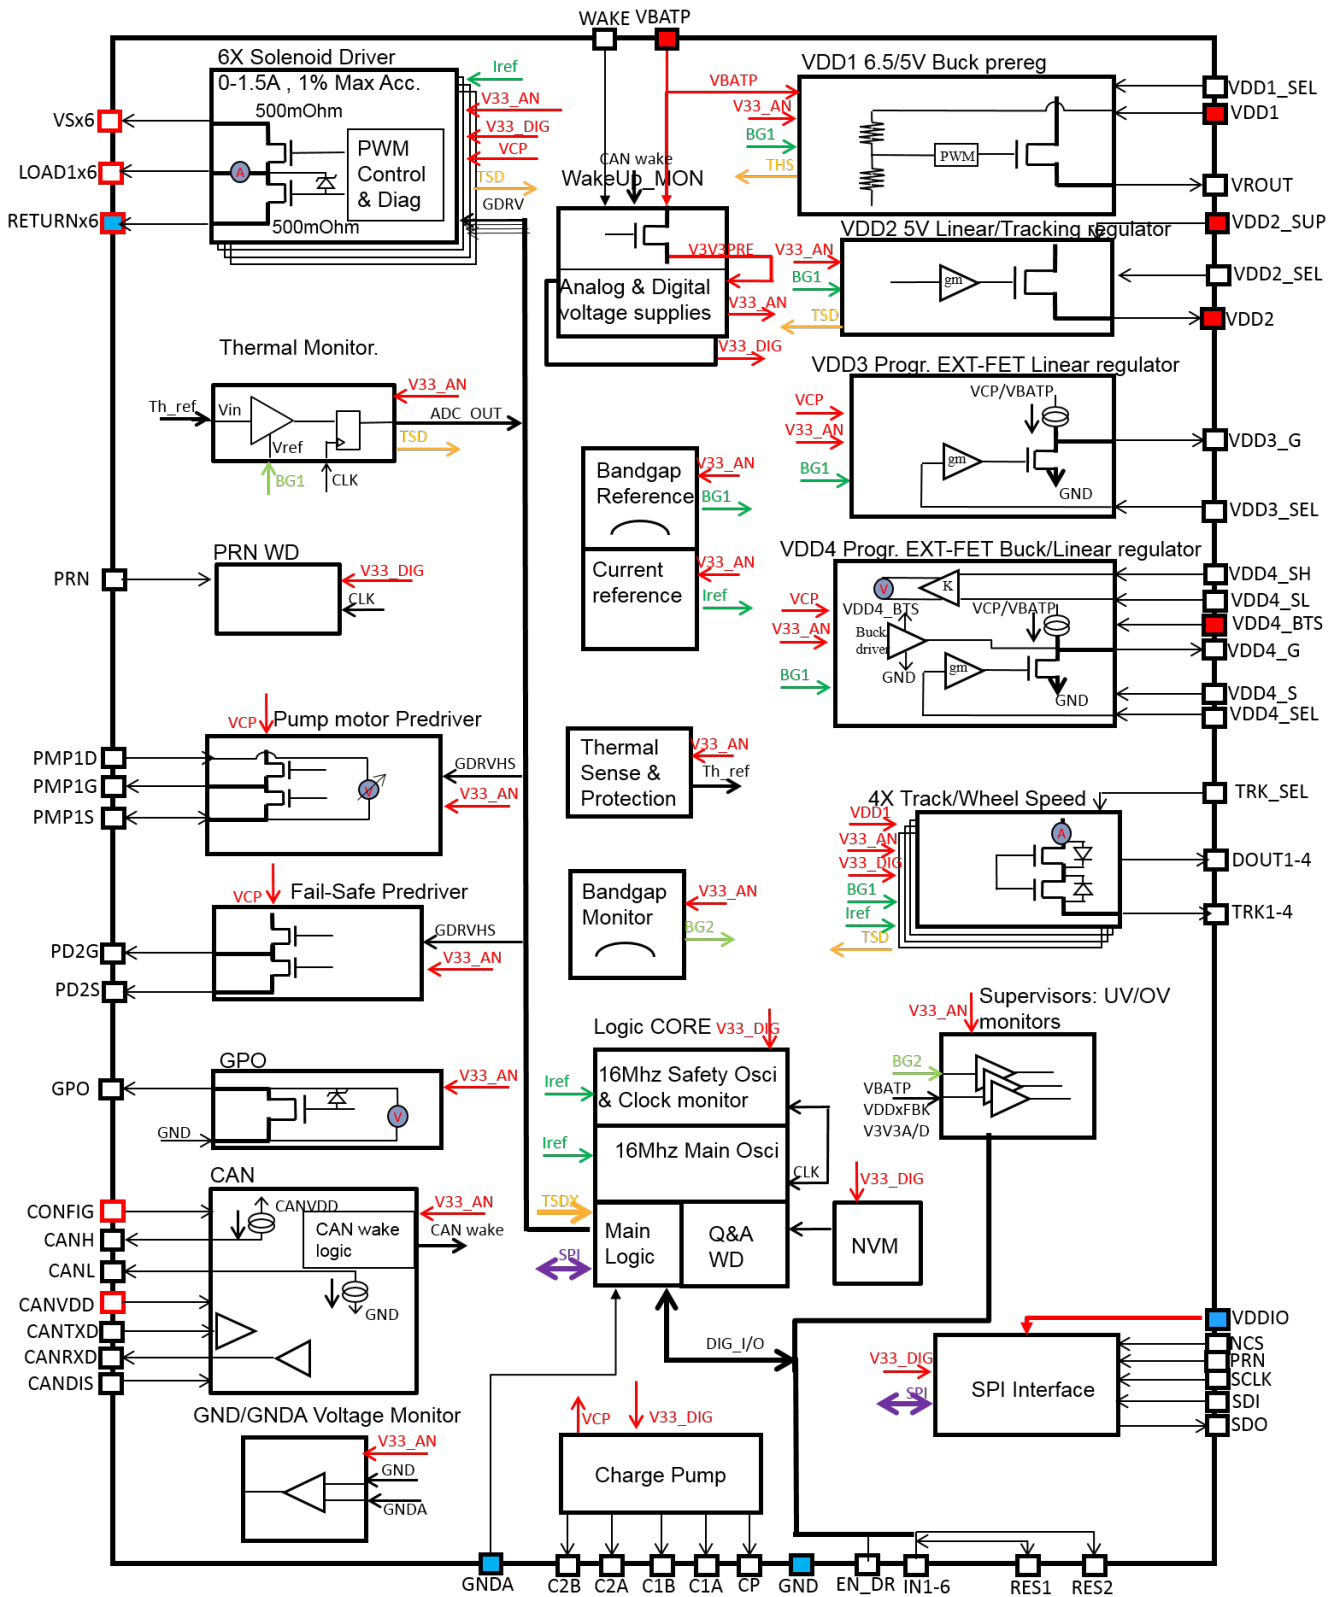 WAKE VBATP
6X Solenoid Driver
0-1.5A , 1% Max Acc.
500mOhm
PWM
Control
& Diag
500mOhm
VSx6
LOAD1x6
RETURNx6
A
Iref
V33_AN
V33_DIG
VCP
TSD
GDRV
CAN wake
WakeUp_MON
V3V3PRE
Analog & Digital
voltage supplies
V33_AN
V33_DIG
VDD1 6.5/5V Buck prereg
VBATP
V33_AN
BG1
THS
PWM
VDD1_SEL
VDD1
VROUT
VDD2_SUP
VDD2 5V Linear/Tracking regulator
V33_AN
BG1
TSD
gm
VDD2_SEL
VDD2
VDD3 Progr. EXT-FET Linear regulator
VCP
V33_AN
BG1
VCP/VBATP
gm
GND
VDD3_G
VDD3_SEL
Thermal Monitor.
Th_ref
Vin
Vref
BG1
CLK
V33_AN
ADC_OUT
TSD
Bandgap
Reference
V33_AN
BG1
Current
reference
V33_AN
Iref
PRN WD
PRN
V33_DIG
CLK
VDD4 Progr. EXT-FET Buck/Linear regulator
VCP
V33_AN
BG1
V
K
VDD4_BTS
VCP/VBATP
Buck
driver
GND
gm
GND
VDD4_SH
VDD4_SL
VDD4_BTS
VDD4_G
VDD4_S
VDD4_SEL
VCP
Pump motor Predriver
PMP1D
PMP1G
PMP1S
V
GDRVHS
V33_AN
Thermal
Sense &
Protection
V33_AN
Th_ref
4X Track/Wheel Speed
VDD1
V33_AN
V33_DIG
BG1
Iref
TSD
A
TRK_SEL
DOUT1-4
TRK1-4
VCP
Fail-Safe Predriver
PD2G
PD2S
GDRVHS
V33_AN
Bandgap
Monitor
V33_AN
BG2
Supervisors: UV/OV
monitors
V33_AN
BG2
VBATP
VDDxFBK
V3V3A/D
GPO
GPO
GND
V
V33_AN
Logic CORE
V33_DIG
16Mhz Safety Osci
& Clock monitor
Iref
16Mhz Main Osci
Iref
CLK
TSDX
SPI
Main
Logic
Q&A
WD
V33_DIG
NVM
CAN
CONFIG
CANH
CANL
CANVDD
CANTXD
CANRXD
CANDIS
CANVDD
CAN wake
logic
GND
V33_AN
CAN wake
DIG_I/O
V33_DIG
SPI
SPI Interface
VDDIO
NCS
PRN
SCLK
SDI
SDO
GND/GNDA Voltage Monitor
V33_AN
GND
GNDA
VCP
V33_DIG
Charge Pump
GNDA
C2B
C2A
C1B
C1A
CP
GND
EN_DR
IN1-6
RES1
RES2